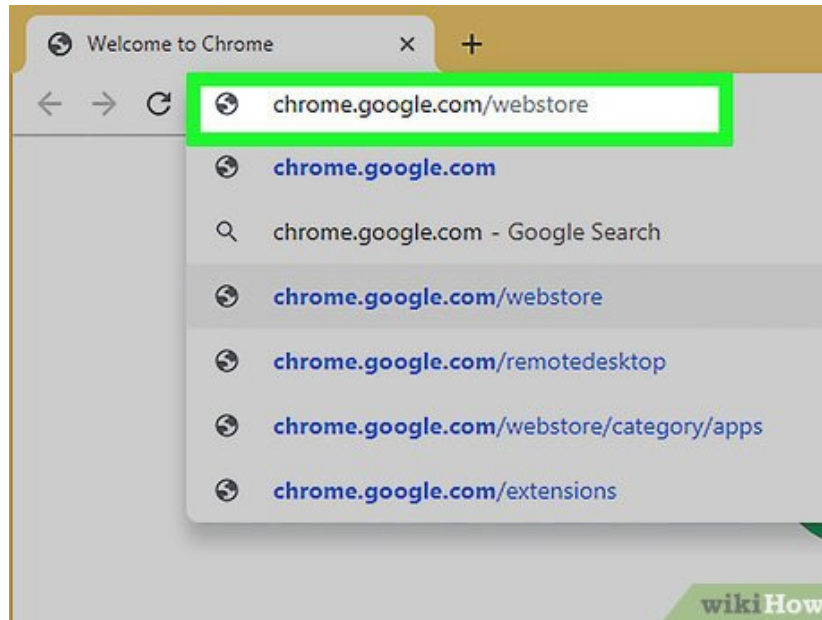 Welcome to Chrome
chrome.google.com/webstore
chrome.google.com
chrome.google.com - Google Search
chrome.google.com/webstore
chrome.google.com/remotedesktop
chrome.google.com/webstore/category/apps
chrome.google.com/extensions
wikiHow